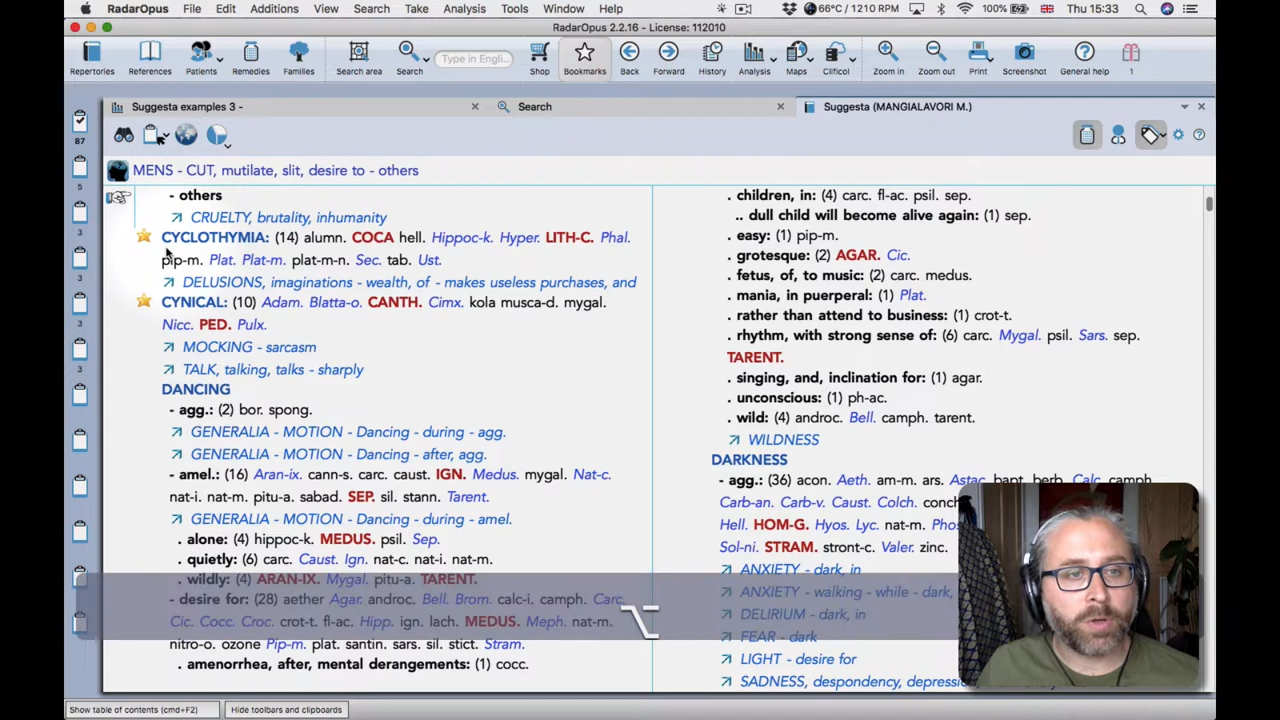 RadarOpus File Edit Additions View Search Take Analysis Tools Window Help 66°C / 1210 RPM 100% Thu 15:33
RadarOpus 2.2.16 - License: 112010
Type in Engli...
Repertories References Patients Remedies Families Search area Search Shop Bookmarks Back Forward History Analysis Maps Clificol Zoom in Zoom out Print Screenshot General help 1
Suggesta examples 3 - Search Suggesta (MANGIALAVORI M.)
87
5
3
3
3
3
MENS - CUT, mutilate, slit, desire to - others
- others
CRUELTY, brutality, inhumanity
CYCLOTHYMIA: (14) alumn. COCA hell. Hippoc-k. Hyper. LITH-C. Phal.
pip-m. Plat. Plat-m. plat-m-n. Sec. tab. Ust.
DELUSIONS, imaginations - wealth, of - makes useless purchases, and
CYNICAL: (10) Adam. Blatta-o. CANTH. Cimx. kola musca-d. mygal.
Nicc. PED. Pulx.
MOCKING - sarcasm
TALK, talking, talks - sharply
DANCING
- agg.: (2) bor. spong.
GENERALIA - MOTION - Dancing - during - agg.
GENERALIA - MOTION - Dancing - after, agg.
- amel.: (16) Aran-ix. cann-s. carc. caust. IGN. Medus. mygal. Nat-c.
nat-i. nat-m. pitu-a. sabad. SEP. sil. stann. Tarent.
GENERALIA - MOTION - Dancing - during - amel.
. alone: (4) hippoc-k. MEDUS. psil. Sep.
. quietly: (6) carc. Caust. Ign. nat-c. nat-i. nat-m.
. wildly: (4) ARAN-IX. Mygal. pitu-a. TARENT.
- desire for: (28) aether Agar. androc. Bell. Brom. calc-i. camph. Carc.
Cic. Cocc. Croc. crot-t. fl-ac. Hipp. ign. lach. MEDUS. Meph. nat-m.
nitro-o. ozone Pip-m. plat. santin. sars. sil. stict. Stram.
. amenorrhea, after, mental derangements: (1) cocc.
. children, in: (4) carc. fl-ac. psil. sep.
.. dull child will become alive again: (1) sep.
. easy: (1) pip-m.
. grotesque: (2) AGAR. Cic.
. fetus, of, to music: (2) carc. medus.
. mania, in puerperal: (1) Plat.
. rather than attend to business: (1) crot-t.
. rhythm, with strong sense of: (6) carc. Mygal. psil. Sars. sep.
TARENT.
. singing, and, inclination for: (1) agar.
. unconscious: (1) ph-ac.
. wild: (4) androc. Bell. camph. tarent.
WILDNESS
DARKNESS
- agg.: (36) acon. Aeth. am-m. ars. Astac. bapt. berb. Calc. camph.
Carb-an. Carb-v. Caust. Colch.
Hell. HOM-G. Hyos. Lyc. nat-m.
Sol-ni. STRAM. stront-c. Valer. zinc.
ANXIETY - dark, in
ANXIETY - walking - while - dark,
DELIRIUM - dark, in
FEAR - dark
LIGHT - desire for
SADNESS, despondency,
Show table of contents (cmd+F2) Hide toolbars and clipboards